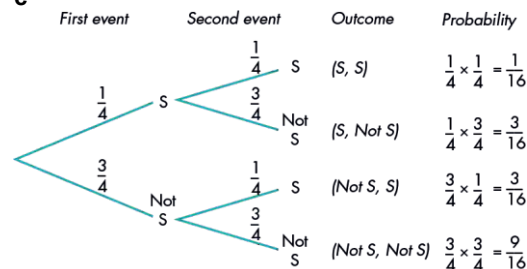 c
First event Second event Outcome Probability
1/4 S 1/4 S (S, S) 1/4 × 1/4 = 1/16
3/4 Not S (S, Not S) 1/4 × 3/4 = 3/16
3/4 Not S 1/4 S (Not S, S) 3/4 × 1/4 = 3/16
3/4 Not S (Not S, Not S) 3/4 × 3/4 = 9/16